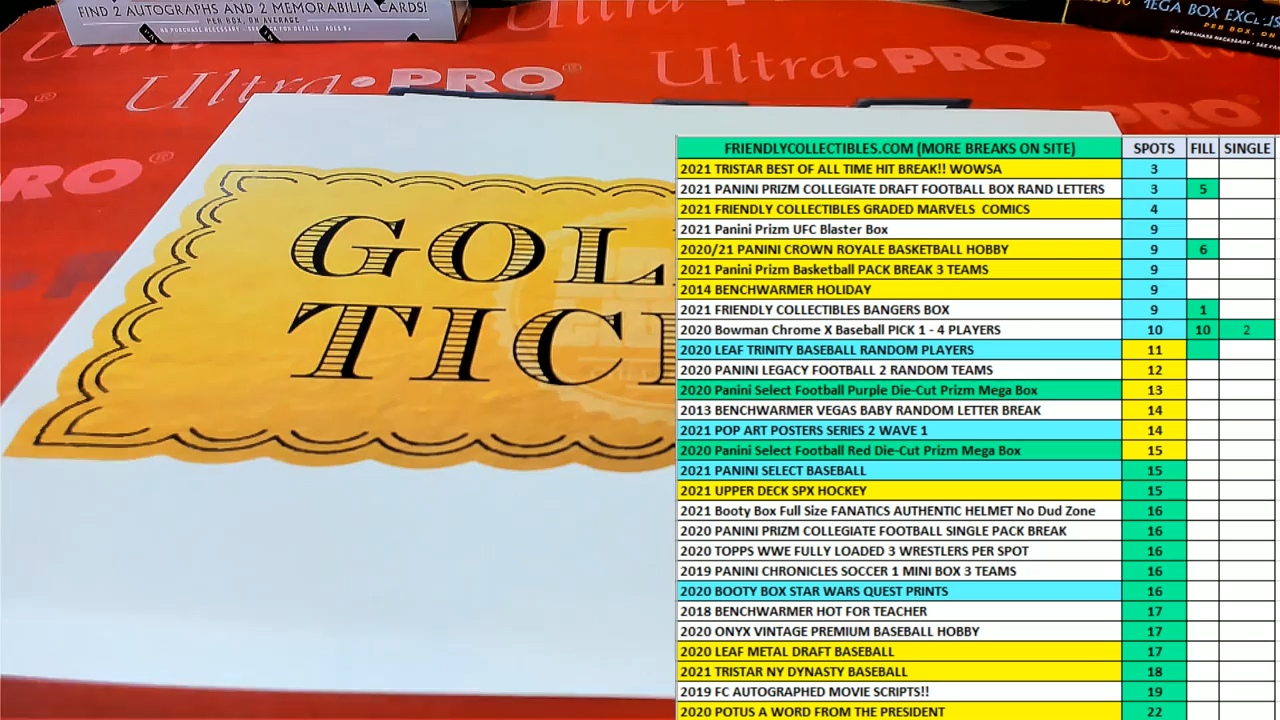 FIND 2 AUTOGRAPHS AND 2 MEMORABILIA CARDS!
PER BOX, ON AVERAGE
MEGA BOX EXCLUS
PER BOX, ON
NO PURCHASE NECESSARY
Ultra PRO®
Ultra PRO
Ultra PRO®
PRO®
GOL
TICK
FRIENDLYCOLLECTIBLES.COM (MORE BREAKS ON SITE) SPOTS FILL SINGLE
2021 TRISTAR BEST OF ALL TIME HIT BREAK!! WOWSA 3
2021 PANINI PRIZM COLLEGIATE DRAFT FOOTBALL BOX RAND LETTERS 3 5
2021 FRIENDLY COLLECTIBLES GRADED MARVELS COMICS 4
2021 Panini Prizm UFC Blaster Box 9
2020/21 PANINI CROWN ROYALE BASKETBALL HOBBY 9 6
2021 Panini Prizm Basketball PACK BREAK 3 TEAMS 9
2014 BENCHWARMER HOLIDAY 9
2021 FRIENDLY COLLECTIBLES BANGERS BOX 9 1
2020 Bowman Chrome X Baseball PICK 1 - 4 PLAYERS 10 10 2
2020 LEAF TRINITY BASEBALL RANDOM PLAYERS 11
2020 PANINI LEGACY FOOTBALL 2 RANDOM TEAMS 12
2020 Panini Select Football Purple Die-Cut Prizm Mega Box 13
2013 BENCHWARMER VEGAS BABY RANDOM LETTER BREAK 14
2021 POP ART POSTERS SERIES 2 WAVE 1 14
2020 Panini Select Football Red Die-Cut Prizm Mega Box 15
2021 PANINI SELECT BASEBALL 15
2021 UPPER DECK SPX HOCKEY 15
2021 Booty Box Full Size FANATICS AUTHENTIC HELMET No Dud Zone 16
2020 PANINI PRIZM COLLEGIATE FOOTBALL SINGLE PACK BREAK 16
2020 TOPPS WWE FULLY LOADED 3 WRESTLERS PER SPOT 16
2019 PANINI CHRONICLES SOCCER 1 MINI BOX 3 TEAMS 16
2020 BOOTY BOX STAR WARS QUEST PRINTS 16
2018 BENCHWARMER HOT FOR TEACHER 17
2020 ONYX VINTAGE PREMIUM BASEBALL HOBBY 17
2020 LEAF METAL DRAFT BASEBALL 17
2021 TRISTAR NY DYNASTY BASEBALL 18
2019 FC AUTOGRAPHED MOVIE SCRIPTS!! 19
2020 POTUS A WORD FROM THE PRESIDENT 22